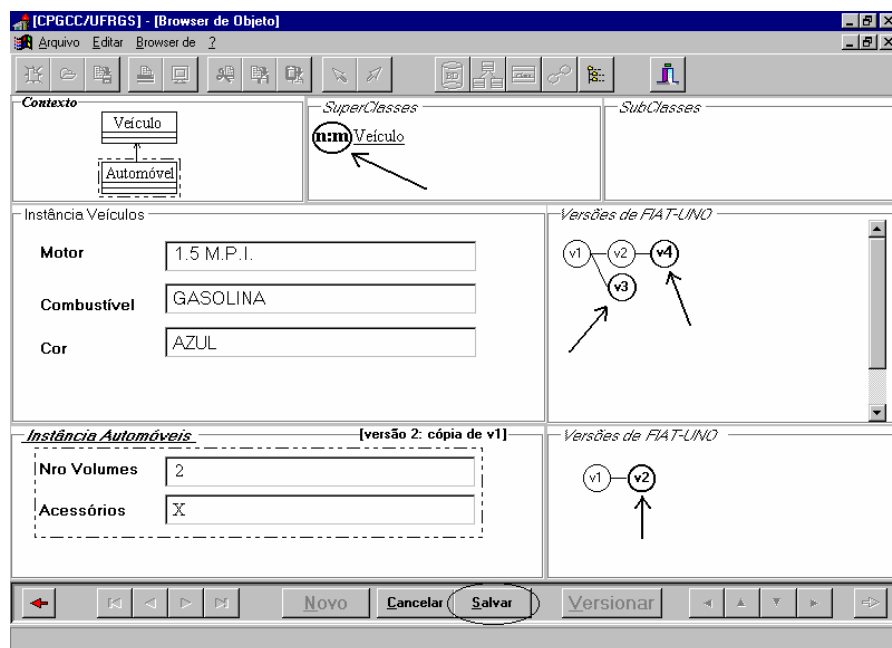 [CPGCC/UFRGS] - [Browser de Objeto]
Arquivo Editar Browser de ?
Contexto
Veículo
Automóvel
SuperClasses
n:m Veículo
SubClasses
Instância Veículos
Motor 1.5 M.P.I.
Combustível GASOLINA
Cor AZUL
Versões de FIAT-UNO
v1 v2 v4
v3
Instância Automóveis [versão 2: cópia de v1]
Nro Volumes 2
Acessórios X
Versões de FIAT-UNO
v1 v2
Novo Cancelar Salvar Versionar